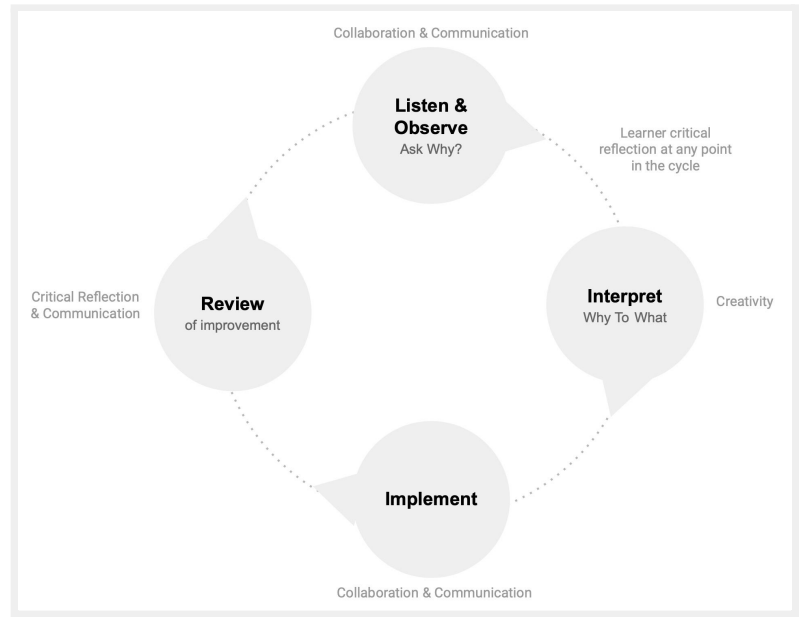 Collaboration & Communication
Listen &
Observe
Ask Why?
Learner critical
reflection at any point
in the cycle
Interpret
Why To What
Creativity
Implement
Collaboration & Communication
Review
of improvement
Critical Reflection
& Communication